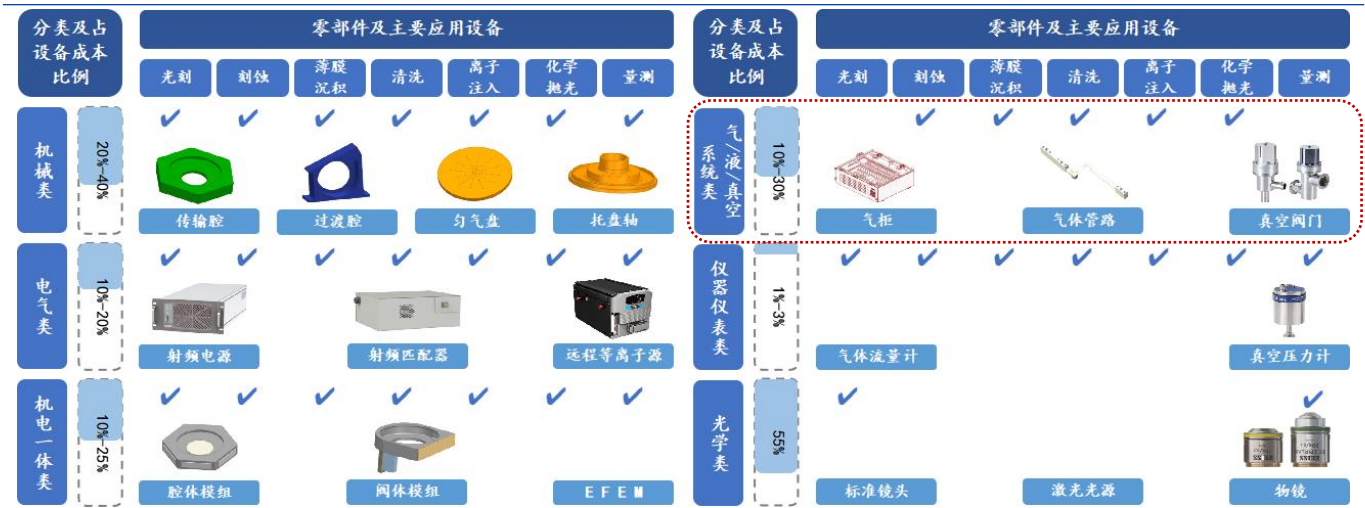 分类及占
设备成本
比例
零部件及主要应用设备
光刻
刻蚀
薄膜
沉积
清洗
离子
注入
化学
抛光
量测
机械类
20%-40%
传输腔
过渡腔
匀气盘
托盘轴
电气类
10%-20%
射频电源
射频匹配器
远程等离子源
机电一体类
10%-25%
腔体模组
阀体模组
EFEM
分类及占
设备成本
比例
零部件及主要应用设备
光刻
刻蚀
薄膜
沉积
清洗
离子
注入
化学
抛光
量测
气/液/真空
系统类
10%-30%
气柜
气体管路
真空阀门
仪器仪表类
1%-3%
气体流量计
真空压力计
光学类
55%
标准镜头
激光光源
物镜